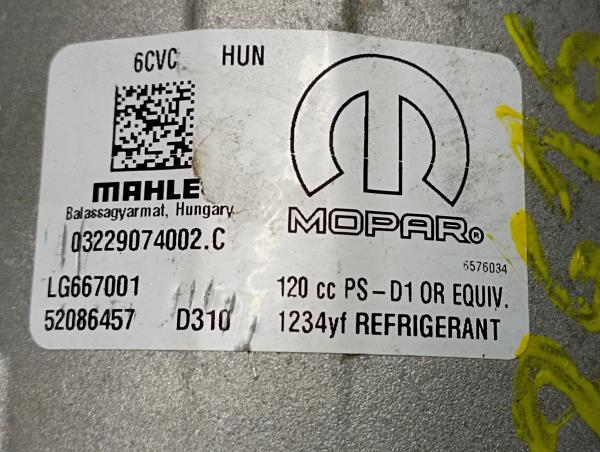 6CVC HUN
MAHLE
Balassagyarmat, Hungary.
03229074002.C
MOPAR®
6576034
LG667001
120 cc PS-D1 OR EQUIV.
52086457 D310
1234yf REFRIGERANT